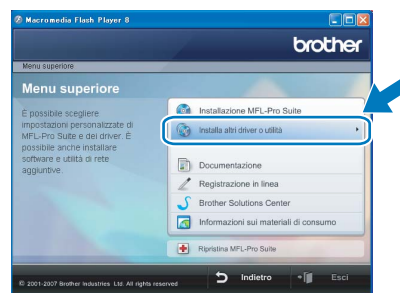 Macromedia Flash Player 8
brother
Menu superiore
Menu superiore
È possibile scegliere
impostazioni personalizzate di
MFL-Pro Suite e dei driver. È
possibile anche installare
software e utilità di rete
aggiuntive.
Installazione MFL-Pro Suite
Installa altri driver o utilità
Documentazione
Registrazione in linea
Brother Solutions Center
Informazioni sui materiali di consumo
Ripristina MFL-Pro Suite
© 2001-2007 Brother Industries Ltd. All rights reserved
Indietro
Esci